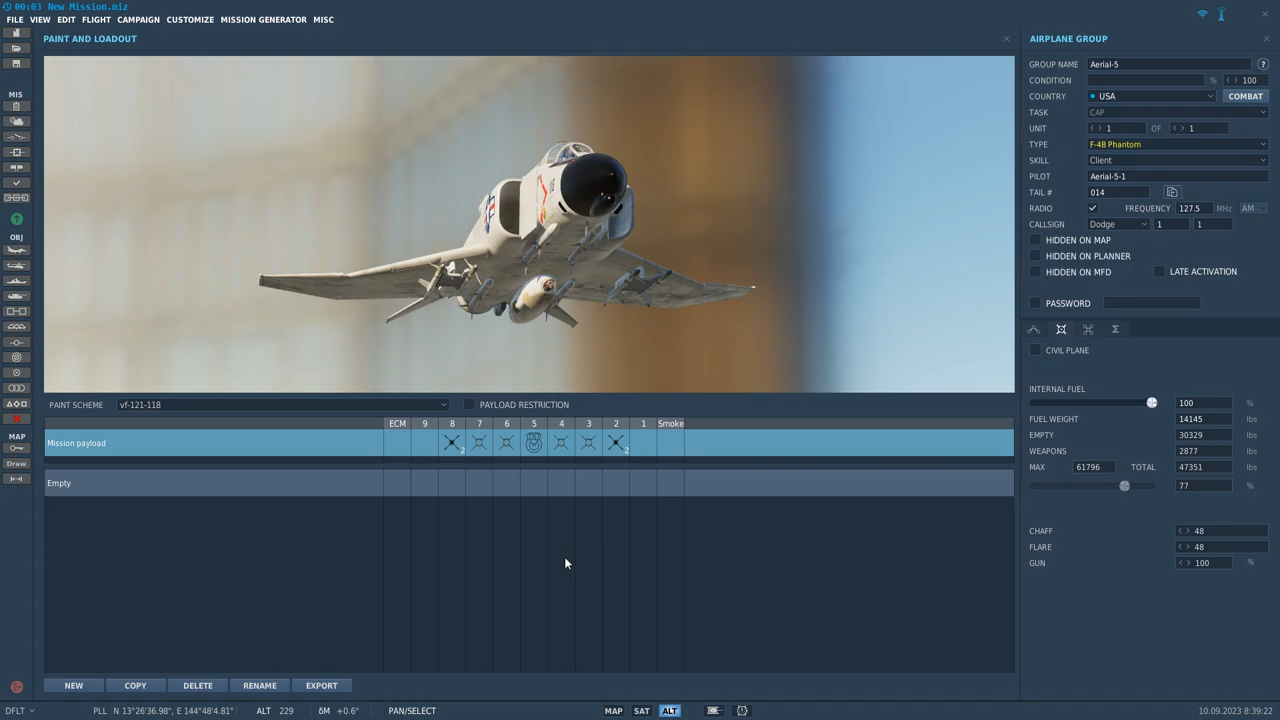 00:03 New Mission.miz
FILE VIEW EDIT FLIGHT CAMPAIGN CUSTOMIZE MISSION GENERATOR MISC
PAINT AND LOADOUT
PAINT SCHEME vf-121-118 PAYLOAD RESTRICTION
ECM 9 8 7 6 5 4 3 2 1 Smoke
Mission payload 2 2
Empty
NEW COPY DELETE RENAME EXPORT
MIS
OBJ
MAP
Draw
AIRPLANE GROUP
GROUP NAME Aerial-5 ?
CONDITION % < > 100
COUNTRY USA COMBAT
TASK CAP
UNIT < > 1 OF < > 1
TYPE F-4B Phantom
SKILL Client
PILOT Aerial-5-1
TAIL # 014
RADIO FREQUENCY 127.5 MHz AM
CALLSIGN Dodge 1 1
HIDDEN ON MAP
HIDDEN ON PLANNER
HIDDEN ON MFD LATE ACTIVATION
PASSWORD
CIVIL PLANE
INTERNAL FUEL 100 %
FUEL WEIGHT 14145 lbs
EMPTY 30329 lbs
WEAPONS 2877 lbs
MAX 61796 TOTAL 47351 lbs
77 %
CHAFF < > 48
FLARE < > 48
GUN < > 100 %
DFLT PLL N 13°26'36.98", E 144°48'4.81" ALT 229 δM +0.6° PAN/SELECT MAP SAT ALT 10.09.2023 8:39:22